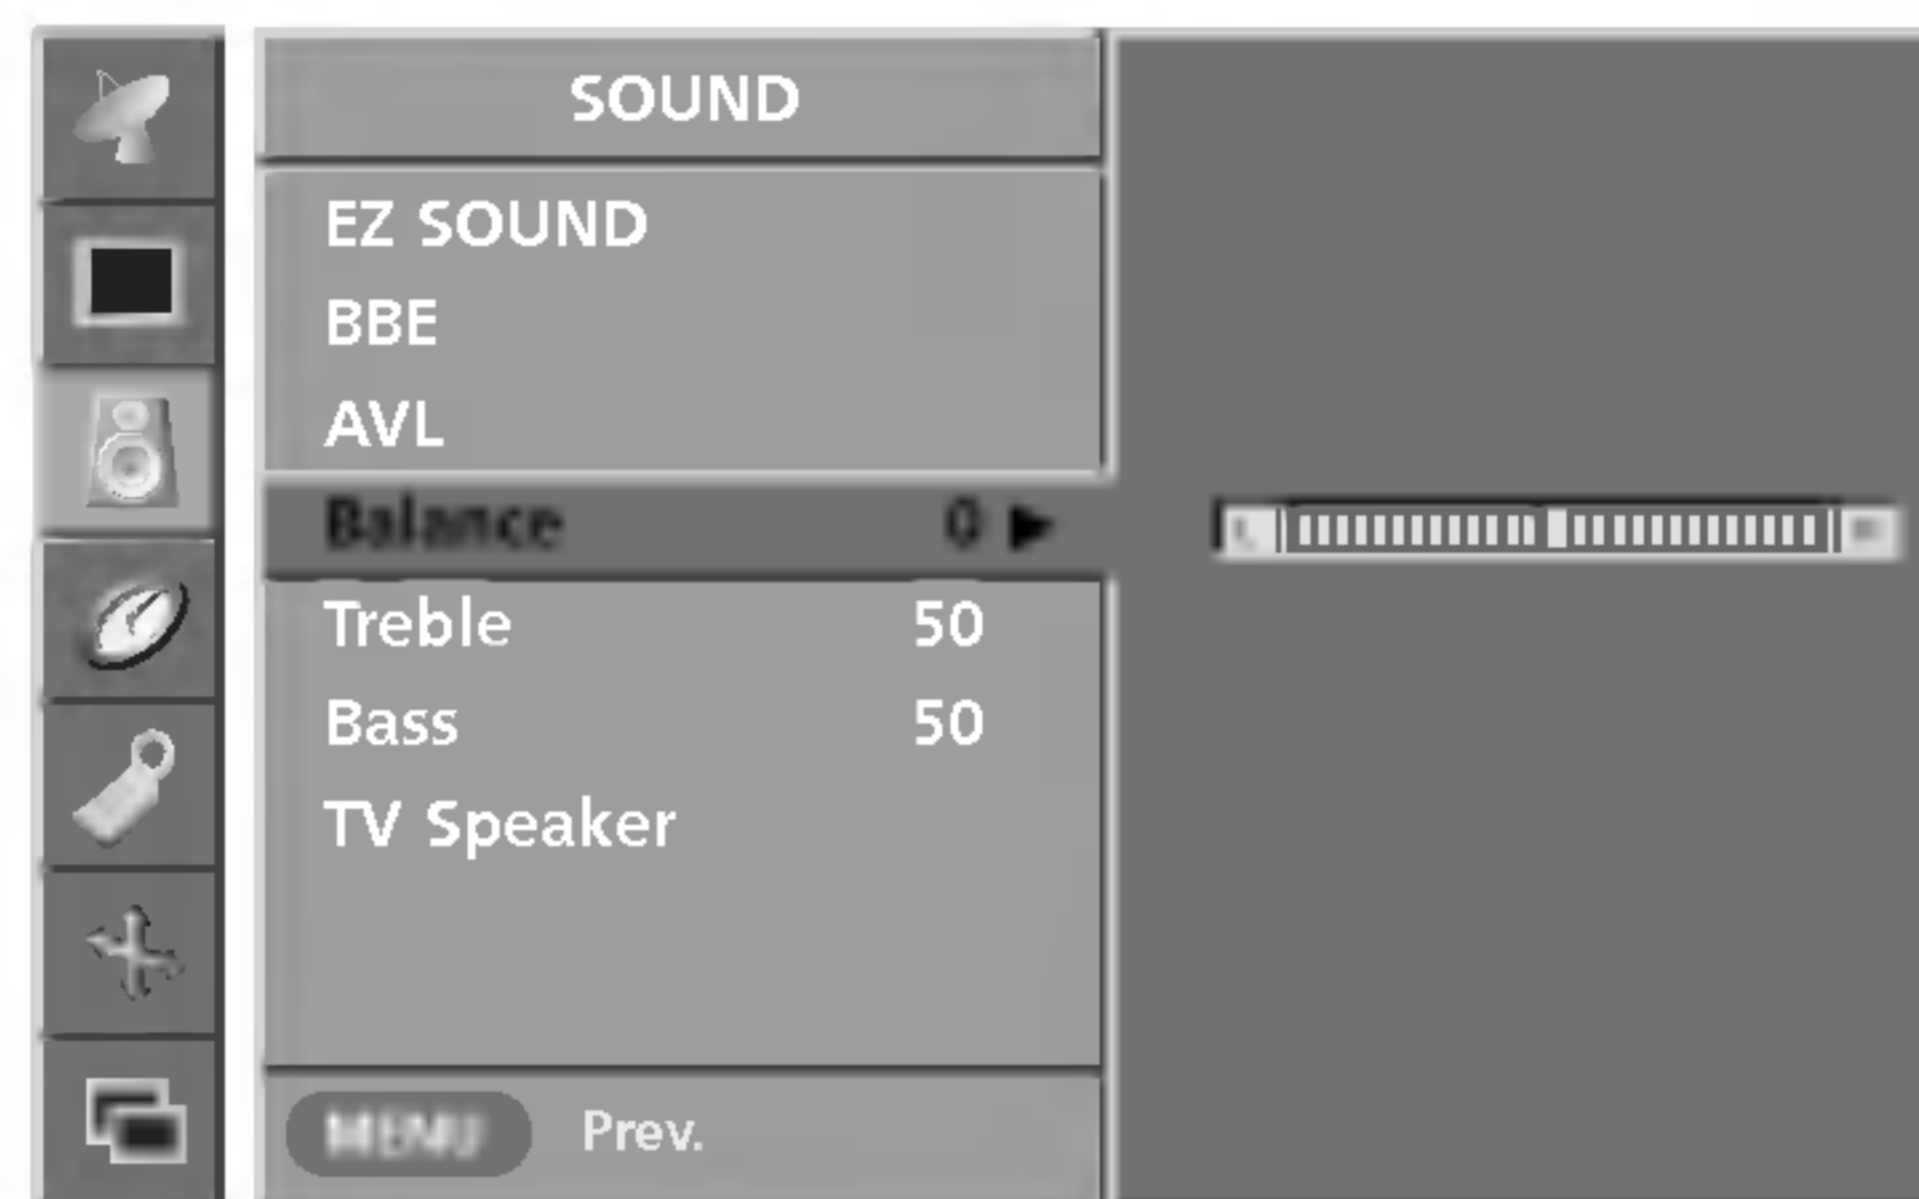 SOUND
EZ SOUND
BBE
AVL
Balance 0 ▶
Treble 50
Bass 50
TV Speaker
MENU Prev.